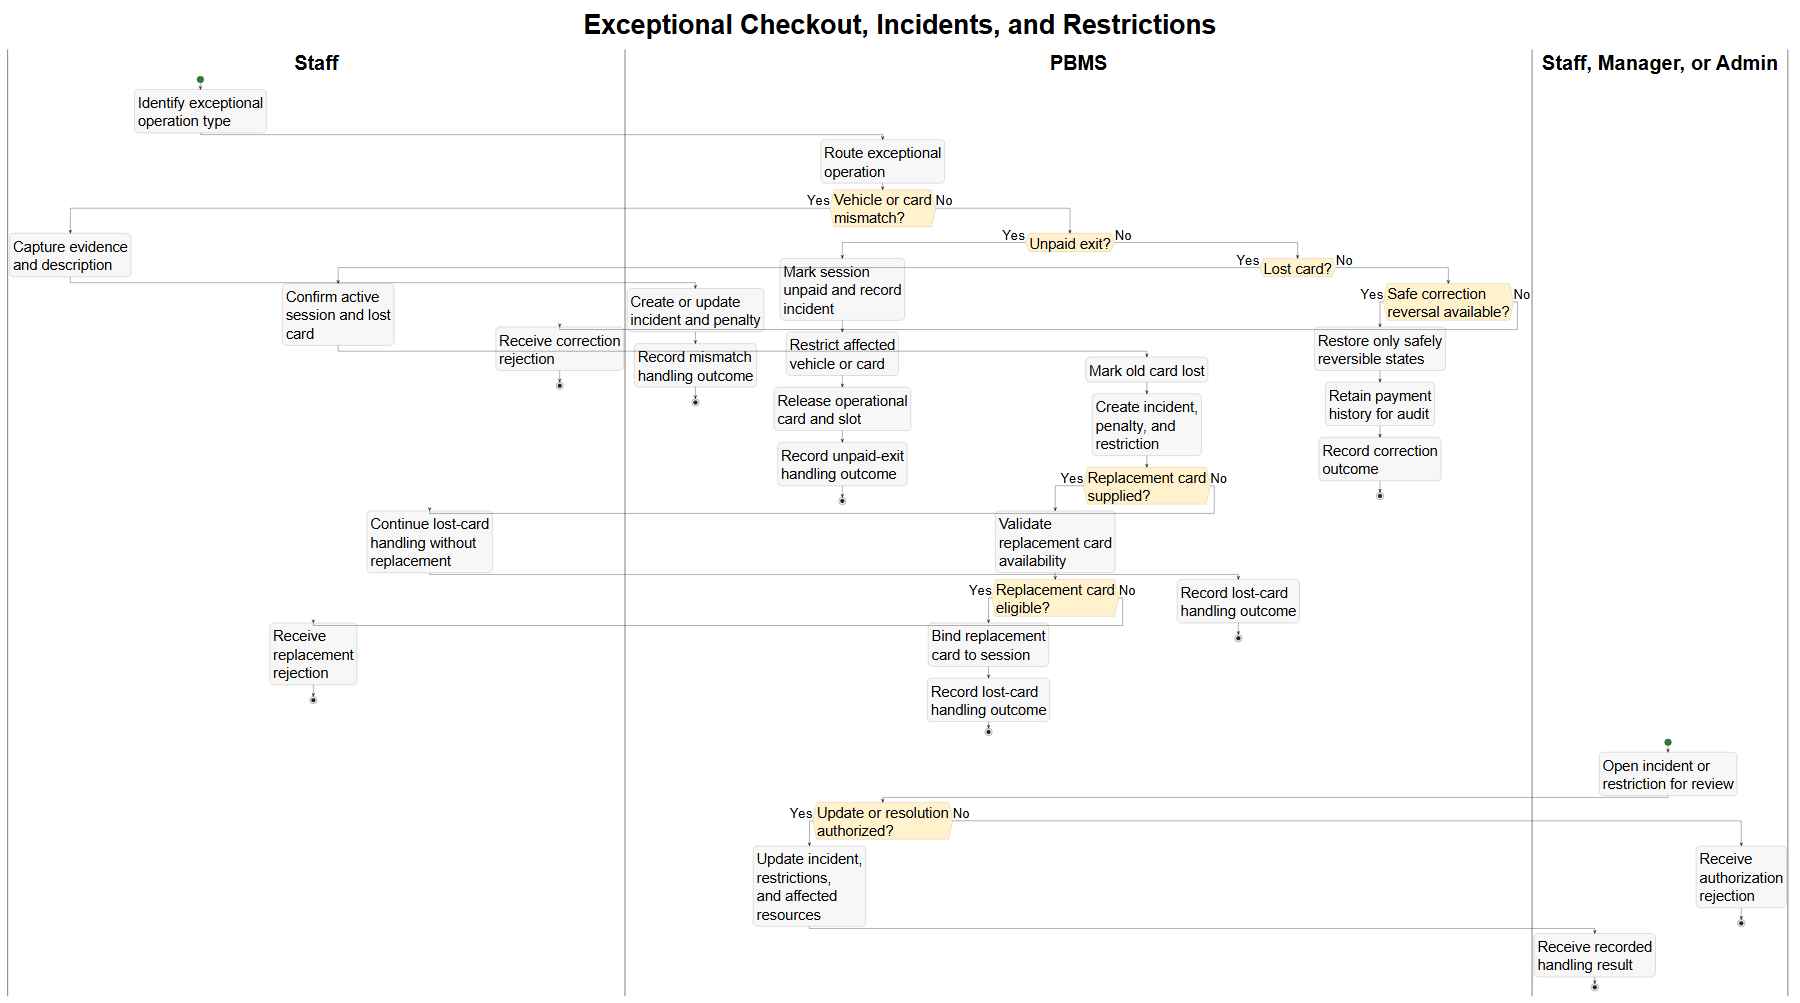 Exceptional Checkout, Incidents, and Restrictions
Staff
PBMS
Staff, Manager, or Admin
Identify exceptional
operation type
Route exceptional
operation
Yes
Vehicle or card
mismatch?
No
Capture evidence
and description
Yes
Unpaid exit?
No
Mark session
unpaid and record
incident
Yes
Lost card?
No
Confirm active
session and lost
card
Create or update
incident and penalty
Yes
Safe correction
reversal available?
No
Receive correction
rejection
Record mismatch
handling outcome
Restrict affected
vehicle or card
Mark old card lost
Restore only safely
reversible states
Release operational
card and slot
Create incident,
penalty, and
restriction
Retain payment
history for audit
Record unpaid-exit
handling outcome
Record correction
outcome
Yes
Replacement card
supplied?
No
Continue lost-card
handling without
replacement
Validate
replacement card
availability
Yes
Replacement card
eligible?
No
Record lost-card
handling outcome
Receive
replacement
rejection
Bind replacement
card to session
Record lost-card
handling outcome
Open incident or
restriction for review
Yes
Update or resolution
authorized?
No
Update incident,
restrictions,
and affected
resources
Receive
authorization
rejection
Receive recorded
handling result